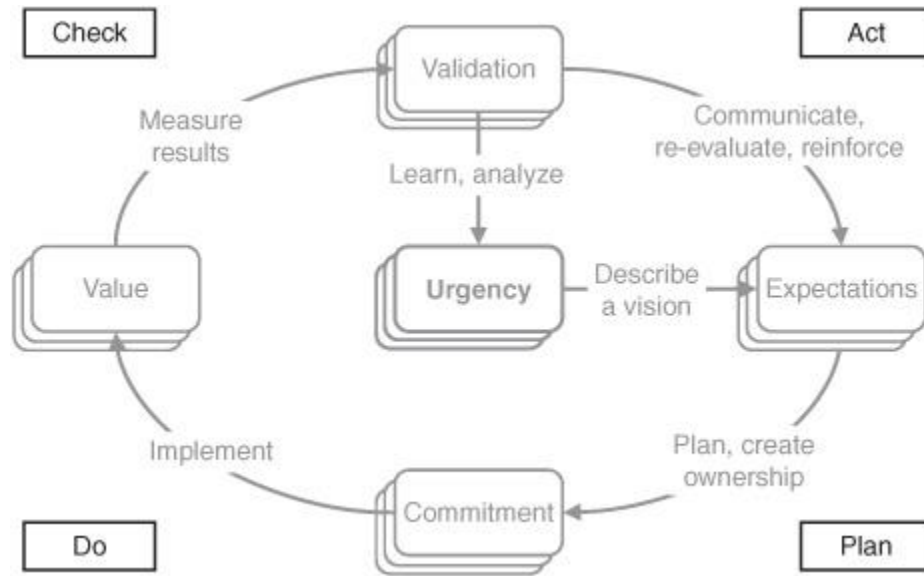 Check
Act
Validation
Measure
results
Communicate,
re-evaluate, reinforce
Learn, analyze
Value
Urgency
Describe
a vision
Expectations
Implement
Plan, create
ownership
Commitment
Do
Plan